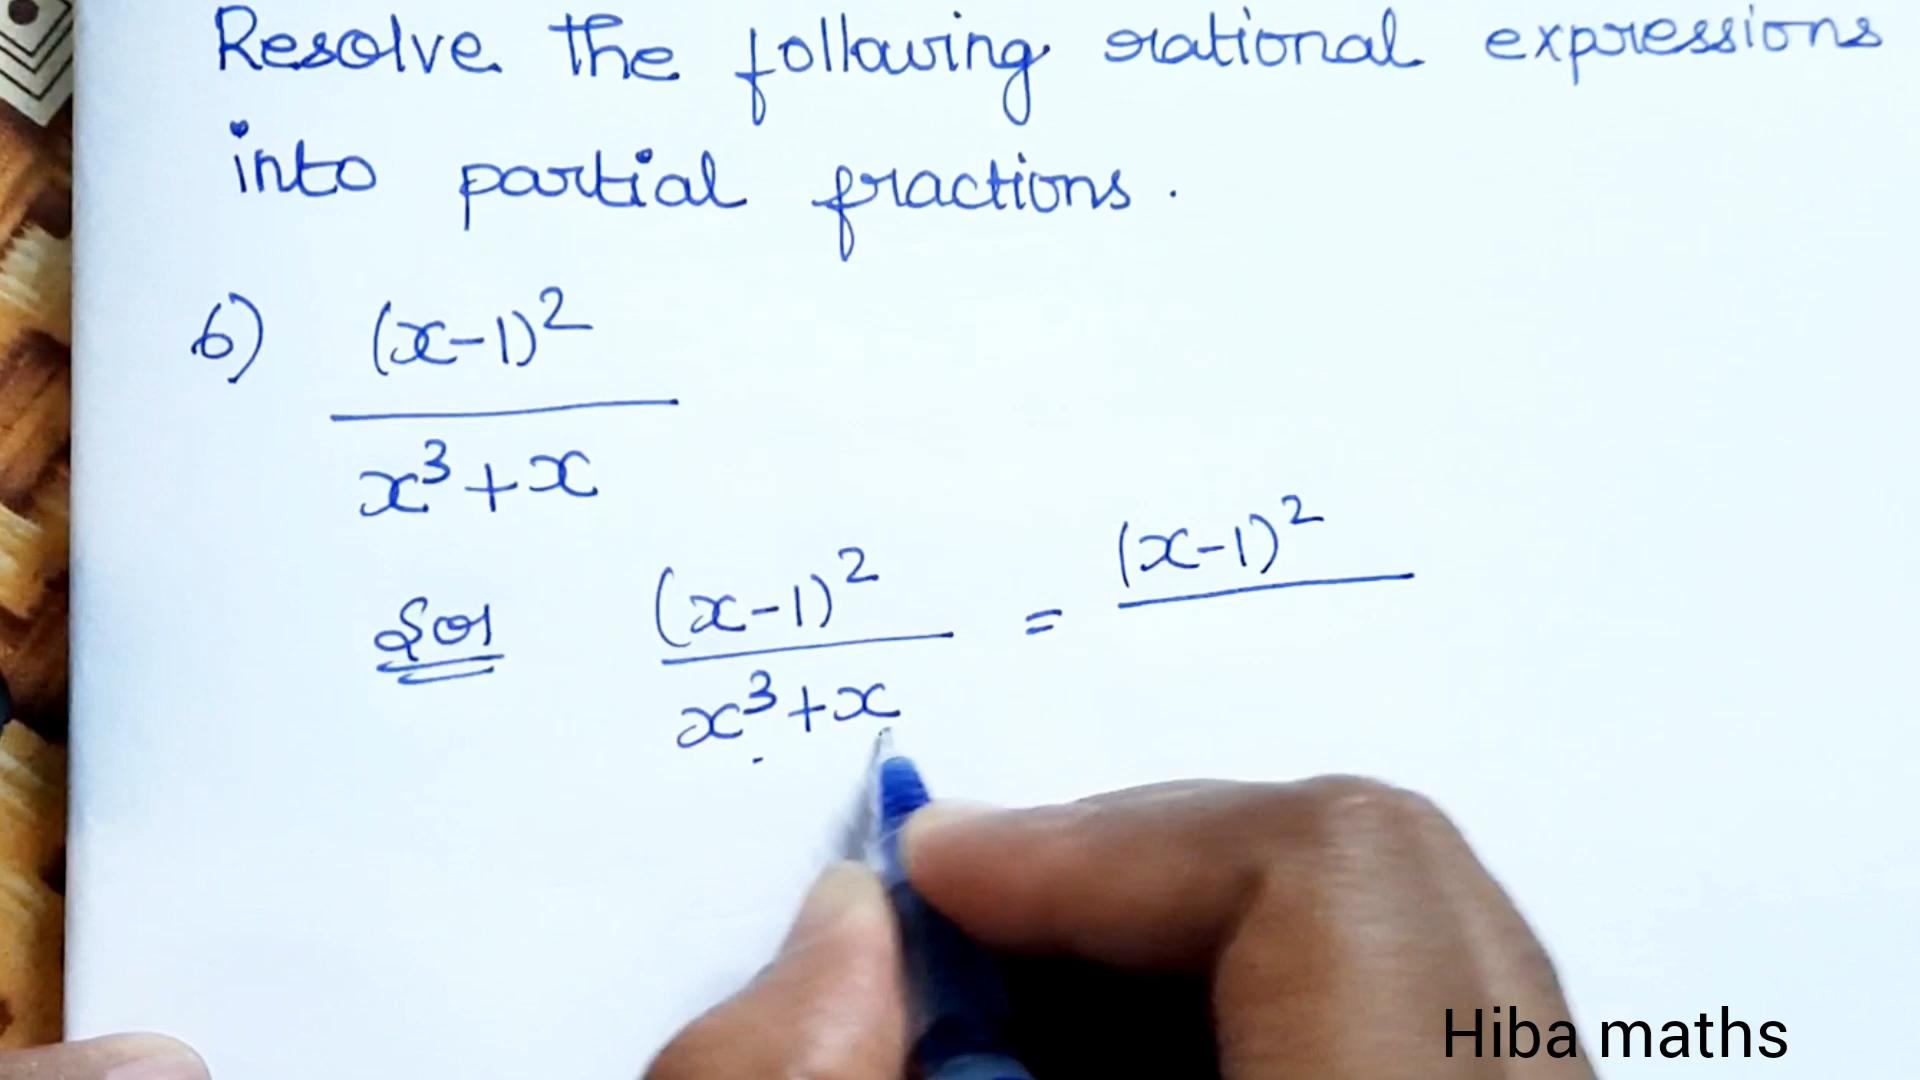 Resolve the following rational expressions
into partial fractions.
6) (x-1)²
x³+x
Sol (x-1)² = (x-1)²
x³+x
Hiba maths